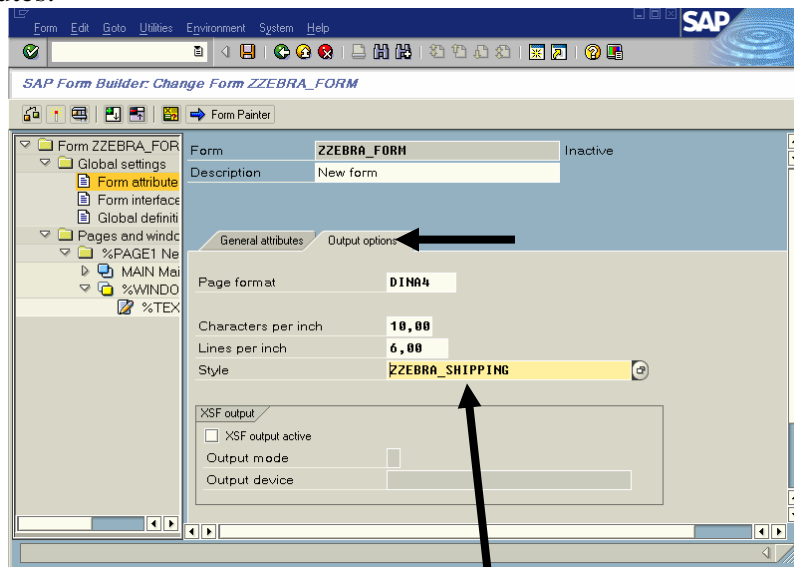 Form Edit Goto Utilities Environment System Help
SAP
SAP Form Builder: Change Form ZZEBRA_FORM
Form Painter
Form ZZEBRA_FOR
Global settings
Form attribute
Form interface
Global definiti
Pages and windc
%PAGE1 Ne
MAIN Mai
%WINDO
%TEX
Form ZZEBRA_FORM Inactive
Description New form
General attributes Output options
Page format DINA4
Characters per inch 10,00
Lines per inch 6,00
Style ZZEBRA_SHIPPING
XSF output
XSF output active
Output mode
Output device